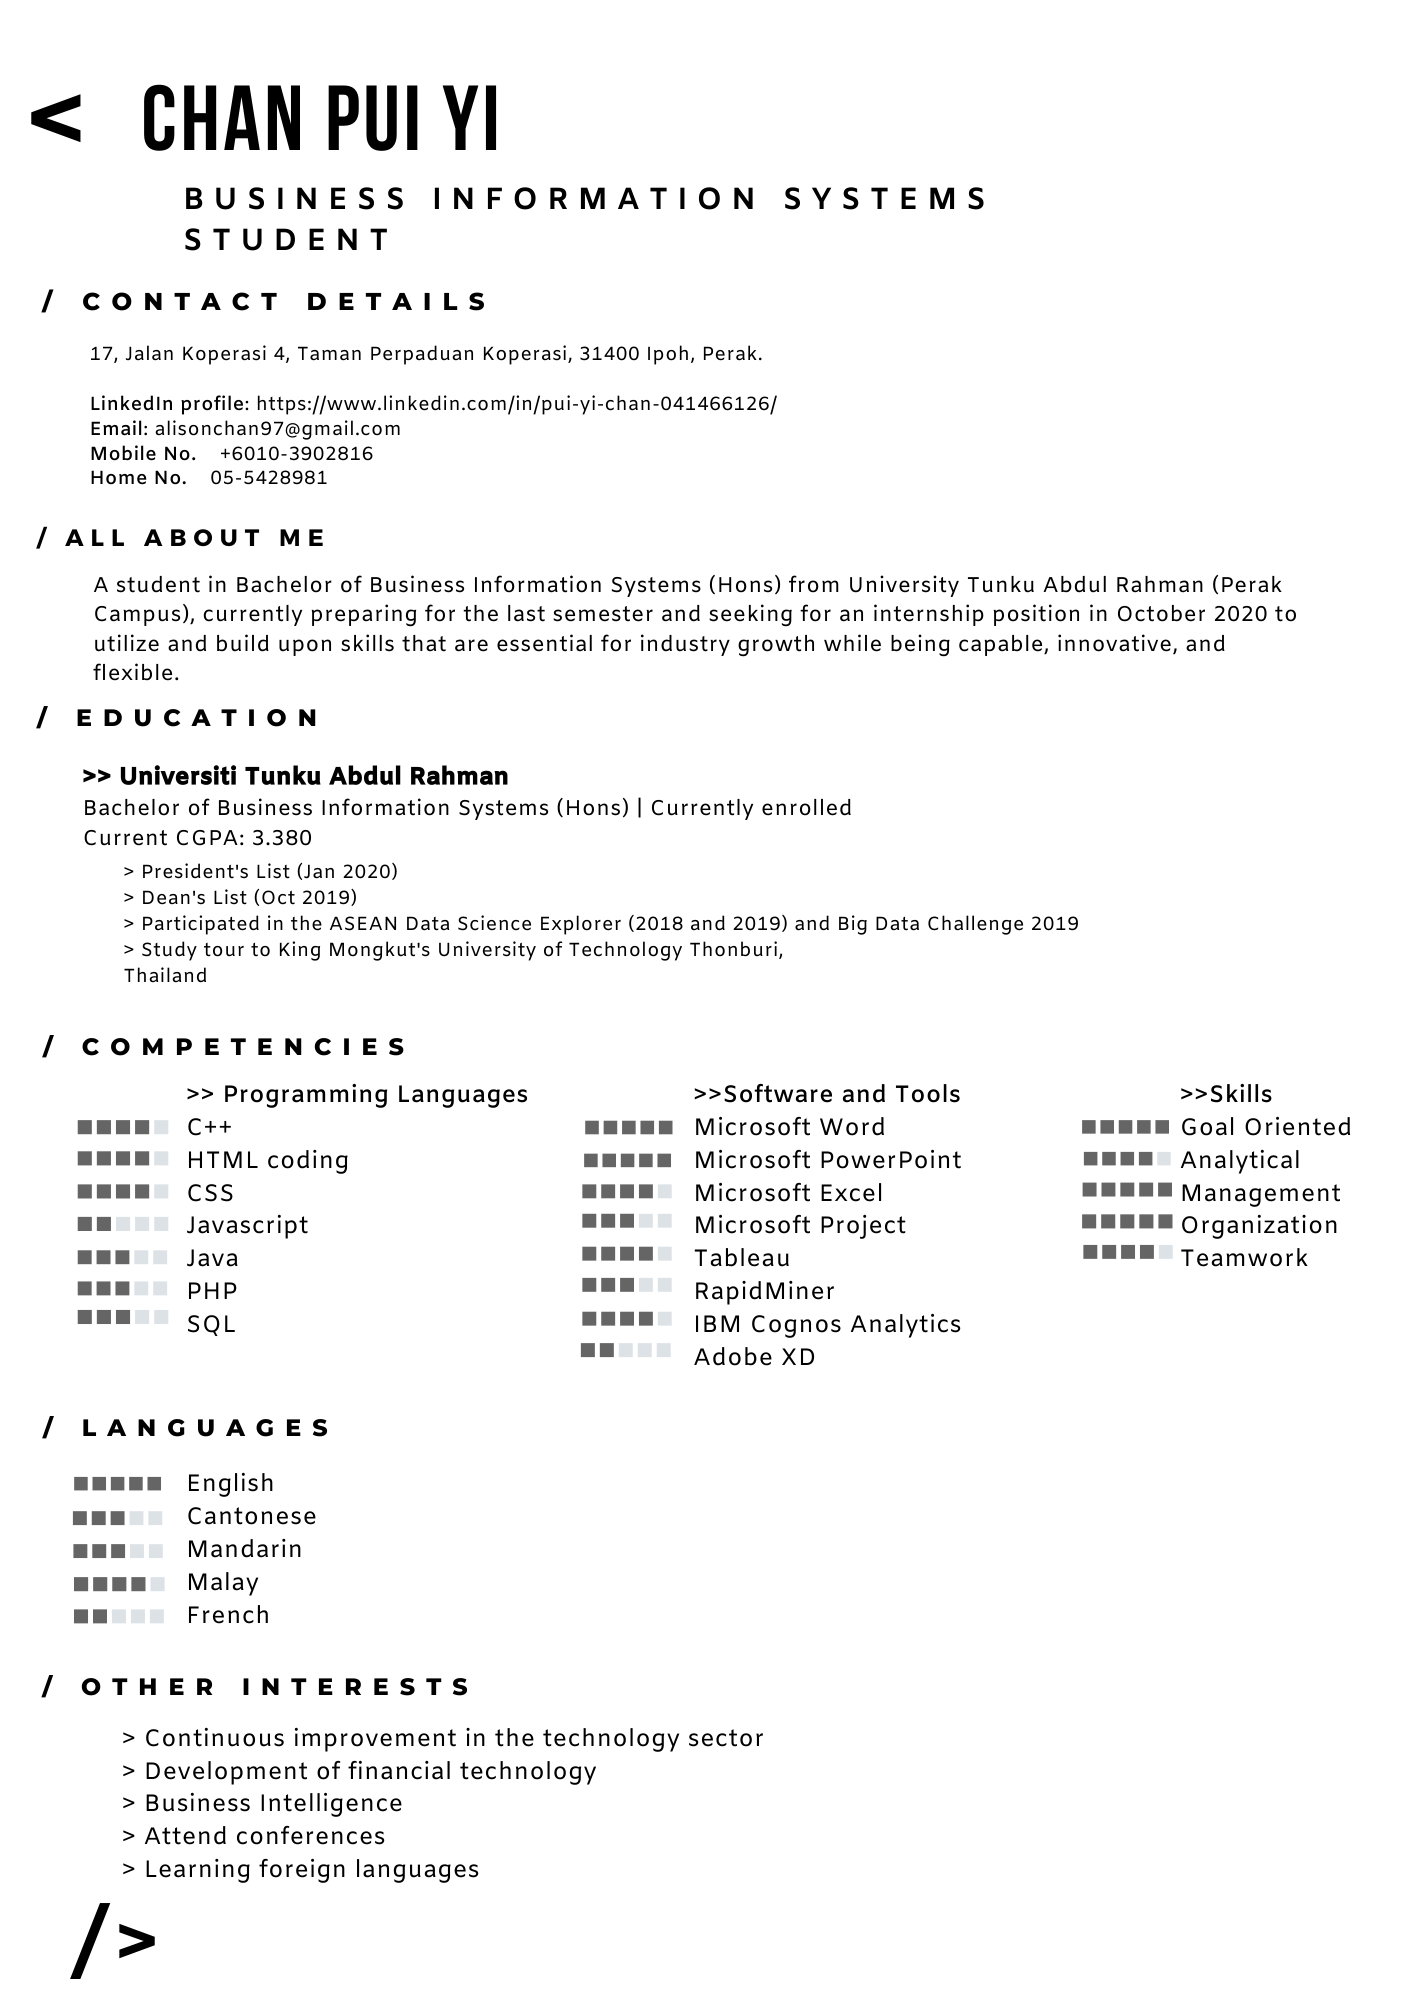 < CHAN PUI YI
BUSINESS INFORMATION SYSTEMS
STUDENT
/ CONTACT DETAILS
17, Jalan Koperasi 4, Taman Perpaduan Koperasi, 31400 Ipoh, Perak.
LinkedIn profile: https://www.linkedin.com/in/pui-yi-chan-041466126/
Email: alisonchan97@gmail.com
Mobile No. +6010-3902816
Home No. 05-5428981
/ ALL ABOUT ME
A student in Bachelor of Business Information Systems (Hons) from University Tunku Abdul Rahman (Perak
Campus), currently preparing for the last semester and seeking for an internship position in October 2020 to
utilize and build upon skills that are essential for industry growth while being capable, innovative, and
flexible.
/ EDUCATION
>> Universiti Tunku Abdul Rahman
Bachelor of Business Information Systems (Hons) | Currently enrolled
Current CGPA: 3.380
> President's List (Jan 2020)
> Dean's List (Oct 2019)
> Participated in the ASEAN Data Science Explorer (2018 and 2019) and Big Data Challenge 2019
> Study tour to King Mongkut's University of Technology Thonburi,
Thailand
/ COMPETENCIES
>> Programming Languages
C++
HTML coding
CSS
Javascript
Java
PHP
SQL
>>Software and Tools
Microsoft Word
Microsoft PowerPoint
Microsoft Excel
Microsoft Project
Tableau
RapidMiner
IBM Cognos Analytics
Adobe XD
>>Skills
Goal Oriented
Analytical
Management
Organization
Teamwork
/ LANGUAGES
English
Cantonese
Mandarin
Malay
French
/ OTHER INTERESTS
> Continuous improvement in the technology sector
> Development of financial technology
> Business Intelligence
> Attend conferences
> Learning foreign languages
/>